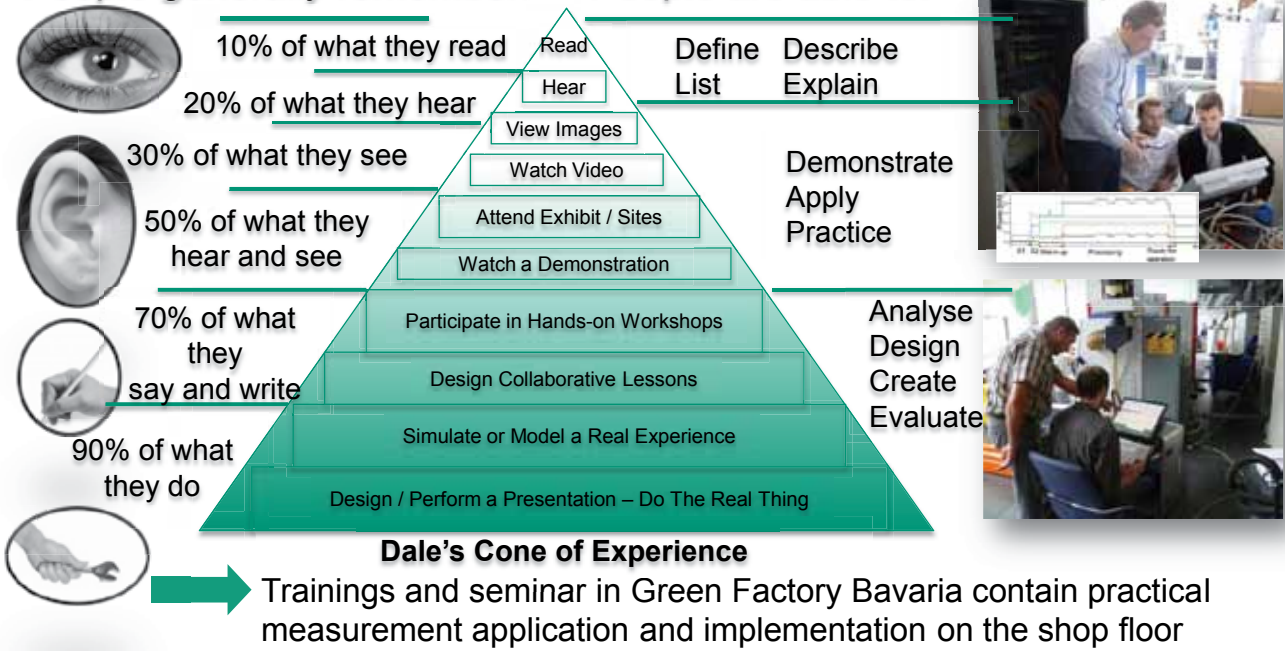 10% of what they read
20% of what they hear
30% of what they see
50% of what they
hear and see
70% of what
they
say and write
90% of what
they do
Read
Hear
View Images
Watch Video
Attend Exhibit / Sites
Watch a Demonstration
Participate in Hands-on Workshops
Design Collaborative Lessons
Simulate or Model a Real Experience
Design / Perform a Presentation – Do The Real Thing
Define Describe
List Explain
Demonstrate
Apply
Practice
Analyse
Design
Create
Evaluate
Dale's Cone of Experience
Trainings and seminar in Green Factory Bavaria contain practical
measurement application and implementation on the shop floor